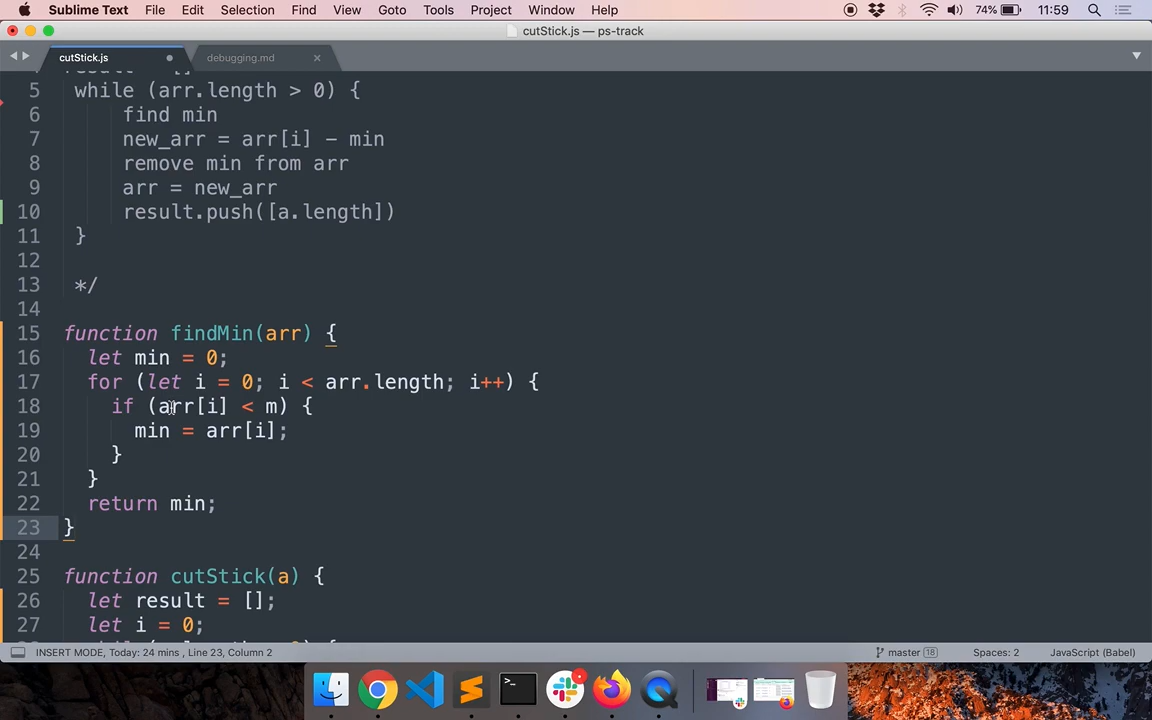 Sublime Text File Edit Selection Find View Goto Tools Project Window Help 74% 11:59
cutStick.js — ps-track
cutStick.js debugging.md
5 while (arr.length > 0) {
6 find min
7 new_arr = arr[i] - min
8 remove min from arr
9 arr = new_arr
10 result.push([a.length])
11 }
12
13 */
14
15 function findMin(arr) {
16 let min = 0;
17 for (let i = 0; i < arr.length; i++) {
18 if (arr[i] < m) {
19 min = arr[i];
20 }
21 }
22 return min;
23 }
24
25 function cutStick(a) {
26 let result = [];
27 let i = 0;
INSERT MODE, Today: 24 mins , Line 23, Column 2 master 18 Spaces: 2 JavaScript (Babel)
>_